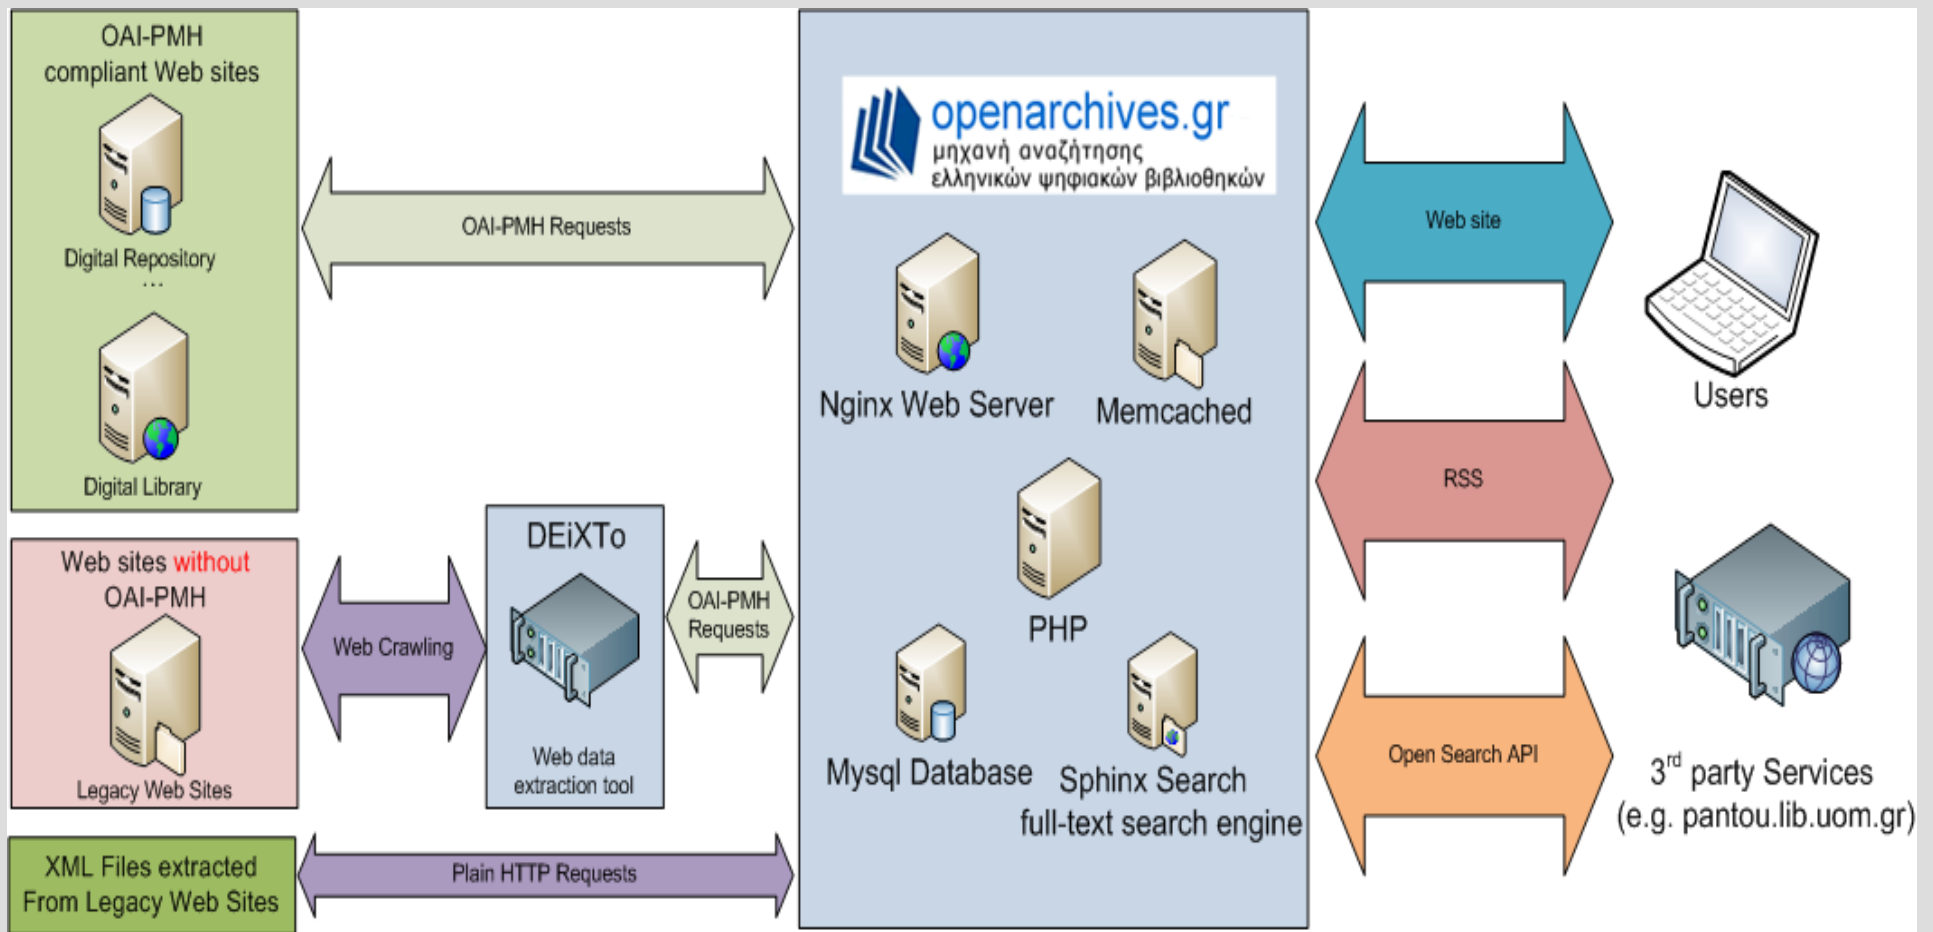 OAI-PMH
compliant Web sites
Digital Repository
...
Digital Library
Web sites without
OAI-PMH
Legacy Web Sites
XML Files extracted
From Legacy Web Sites
OAI-PMH Requests
Web Crawling
DEiXTo
Web data
extraction tool
OAI-PMH
Requests
Plain HTTP Requests
openarchives.gr
μηχανή αναζήτησης
ελληνικών ψηφιακών βιβλιοθηκών
Nginx Web Server
Memcached
PHP
Mysql Database
Sphinx Search
full-text search engine
Web site
RSS
Open Search API
Users
3rd party Services
(e.g. pantou.lib.uom.gr)